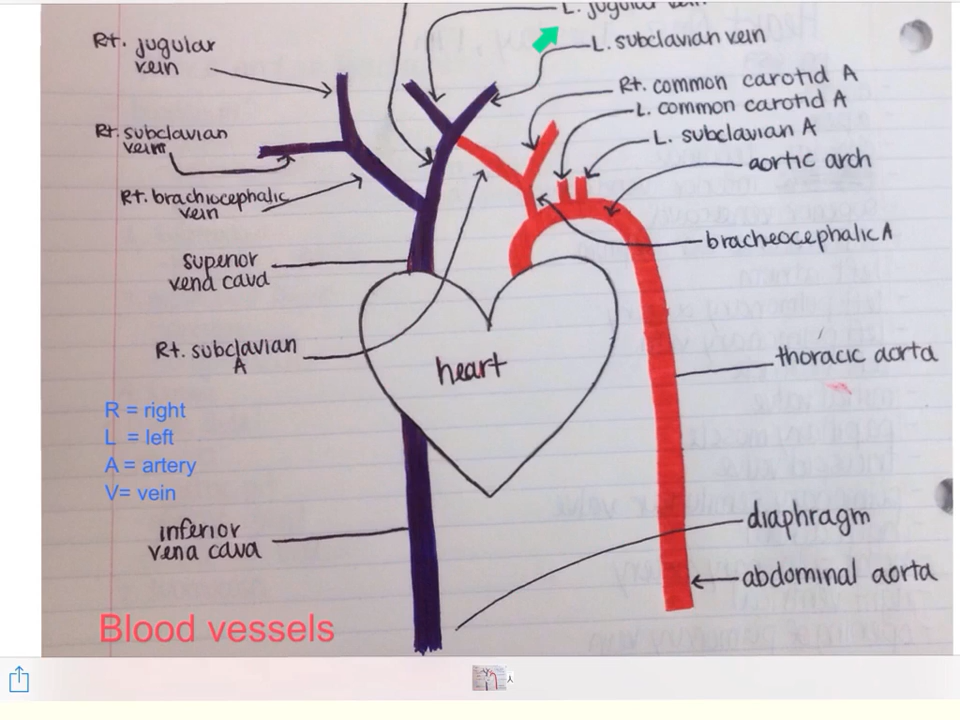 L. jugular vein
L. subclavian vein
Rt. jugular
vein
Rt. common carotid A
L. common carotid A
Rt. subclavian
vein
L. subclavian A
aortic arch
Rt. brachiocephalic
vein
bracheocephalic A
superior
vena cava
Rt. subclavian
A
heart
thoracic aorta
R = right
L = left
A = artery
V= vein
inferior
vena cava
diaphragm
abdominal aorta
Blood vessels